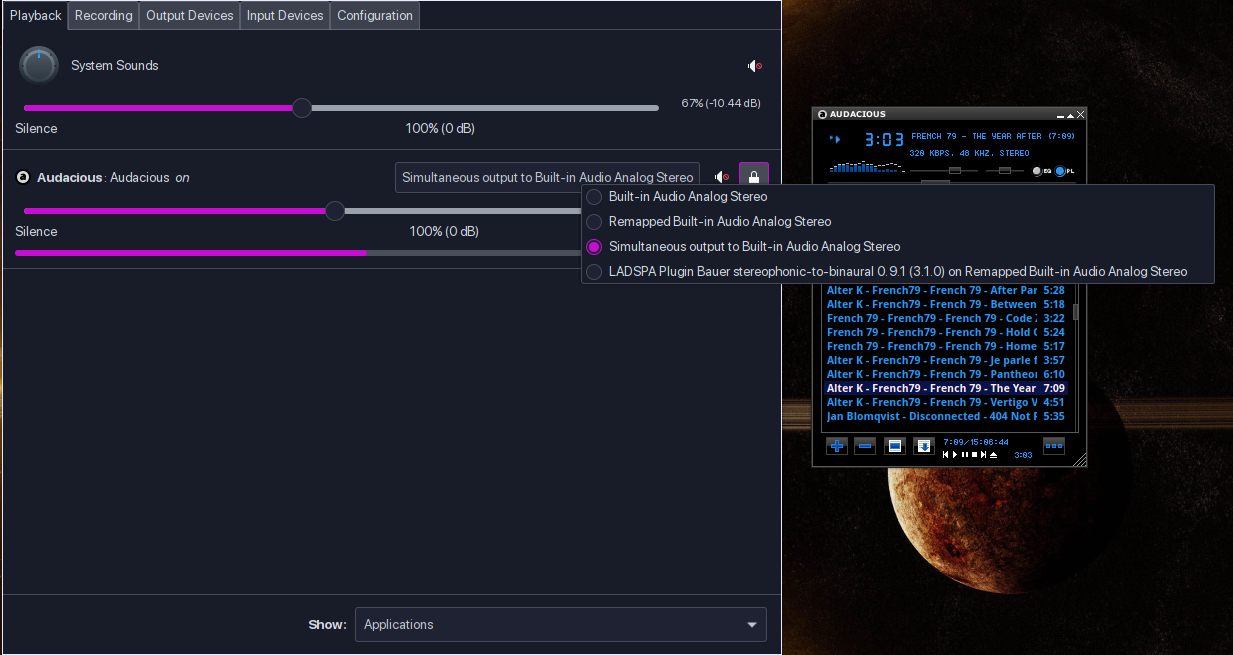 Playback Recording Output Devices Input Devices Configuration
System Sounds
67% (-10.44 dB)
Silence 100% (0 dB)
Audacious : Audacious on Simultaneous output to Built-in Audio Analog Stereo
Silence 100% (0 dB)
Built-in Audio Analog Stereo
Remapped Built-in Audio Analog Stereo
Simultaneous output to Built-in Audio Analog Stereo
LADSPA Plugin Bauer stereophonic-to-binaural 0.9.1 (3.1.0) on Remapped Built-in Audio Analog Stereo
Show: Applications
AUDACIOUS
3:03 FRENCH 79 - THE YEAR AFTER (7:09)
320 KBPS, 48 KHZ, STEREO
EQ PL
Alter K - French79 - French 79 - After Par 5:28
Alter K - French79 - French 79 - Between 5:18
French 79 - French79 - French 79 - Code 3:22
French 79 - French79 - French 79 - Hold 5:24
French 79 - French79 - French 79 - Home 5:17
Alter K - French79 - French 79 - Je parle f 3:57
Alter K - French79 - French 79 - Pantheo 6:10
Alter K - French79 - French 79 - The Year 7:09
Alter K - French79 - French 79 - Vertigo V 4:51
Jan Blomqvist - Disconnected - 404 Not F 5:35
7:09/15:06:44
3:03